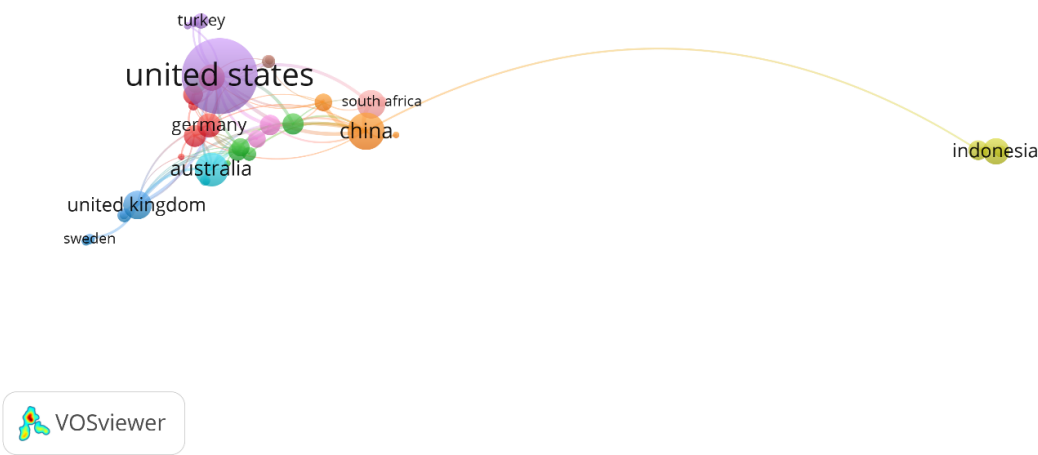 turkey
united states
south africa
germany
china
indonesia
australia
united kingdom
sweden
VOSviewer